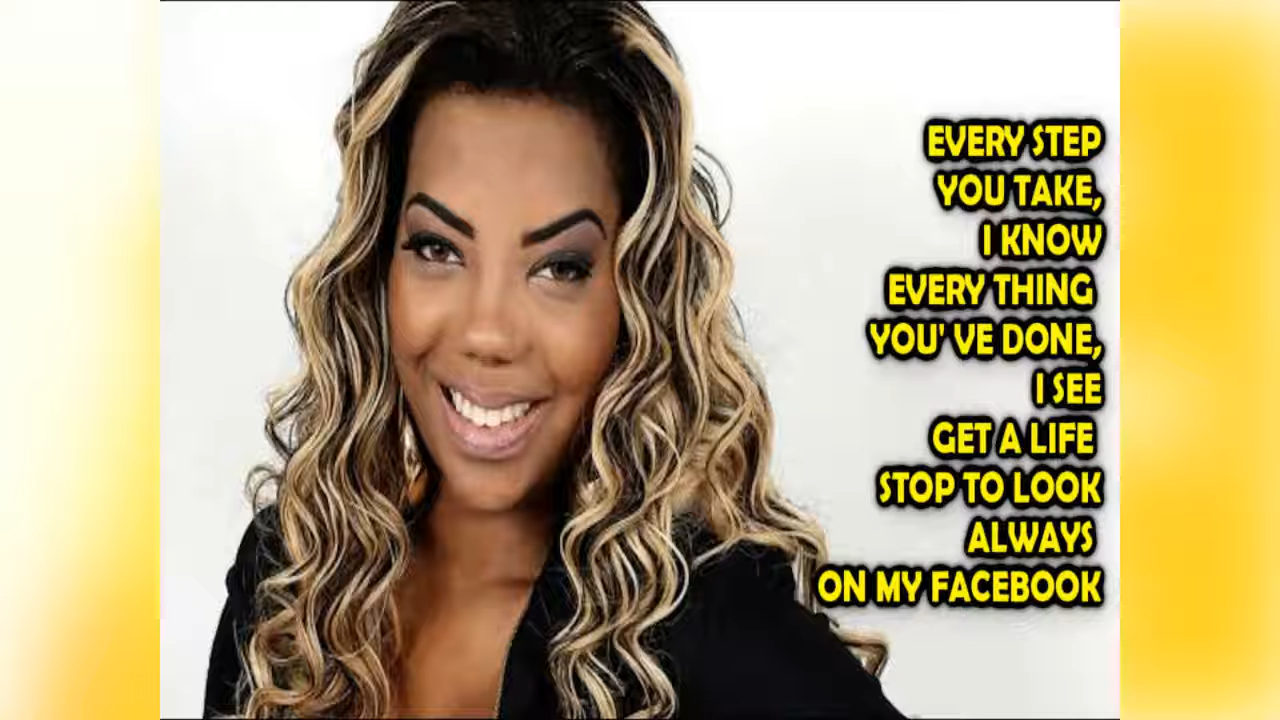 EVERY STEP
YOU TAKE,
I KNOW
EVERY THING
YOU' VE DONE,
I SEE
GET A LIFE
STOP TO LOOK
ALWAYS
ON MY FACEBOOK